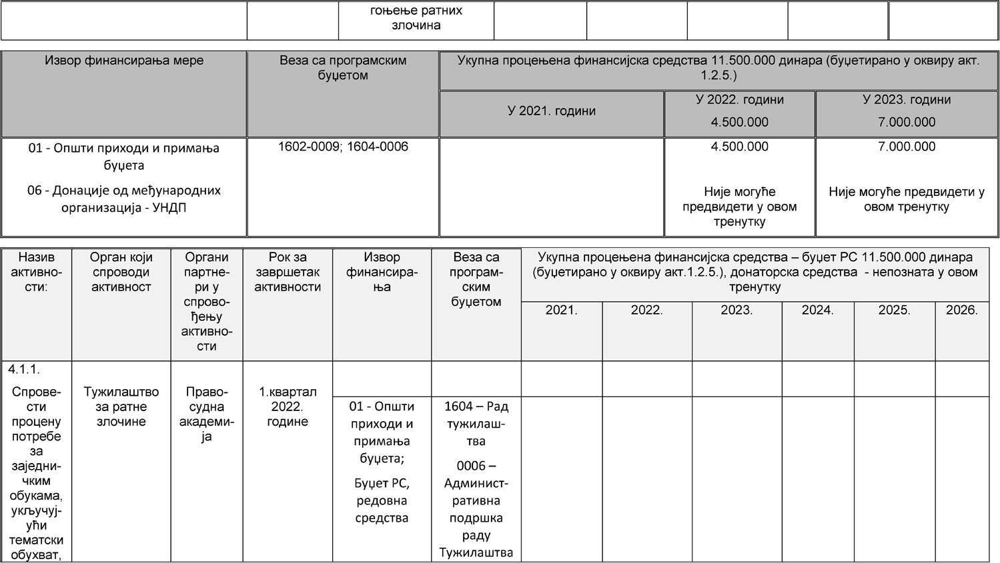 гоњење ратних
злочина
Извор финансирања мере
Веза са програмским
буџетом
Укупна процењена финансијска средства 11.500.000 динара (буџетирано у оквиру акт.
1.2.5.)
У 2021. години
У 2022. години
4.500.000
У 2023. години
7.000.000
01 - Општи приходи и примања
буџета
06 - Донације од међународних
организација - УНДП
1602-0009; 1604-0006
4.500.000
Није могуће
предвидети у овом
тренутку
7.000.000
Није могуће предвидети у
овом тренутку
Назив
активно-
сти:
Орган који
спроводи
активност
Органи
партне-
ри у
спрово-
ђењу
активно-
сти
Рок за
завршетак
активности
Извор
финансира-
ња
Веза са
програм-
ским
буџетом
Укупна процењена финансијска средства – буџет РС 11.500.000 динара
(буџетирано у оквиру акт.1.2.5.), донаторска средства - непозната у овом
тренутку
2021.
2022.
2023.
2024.
2025.
2026.
4.1.1.
Спрове-
сти
процену
потребе
за
заједни-
чким
обукама,
укључуј-
ући
тематски
обухват,
Тужилаштво
за ратне
злочине
Право-
судна
академи-
ја
1.квартал
2022.
године
01 - Општи
приходи и
примања
буџета;
Буџет РС,
редовна
средства
1604 – Рад
тужилаш-
тва
0006 –
Админист-
ративна
подршка
раду
Тужилаштва